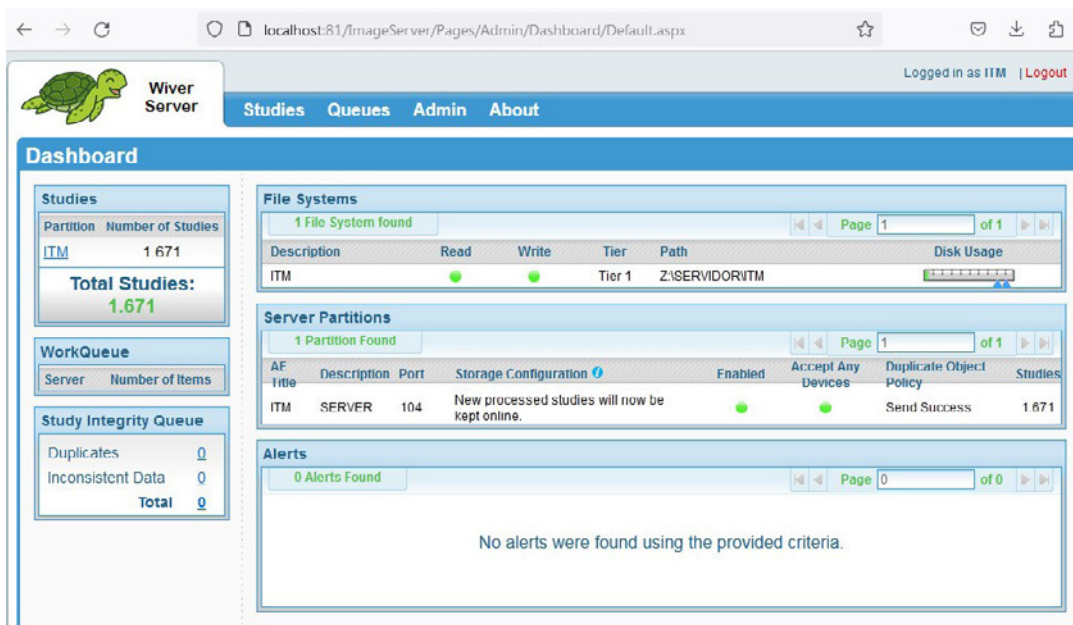 localhost:81/ImageServer/Pages/Admin/Dashboard/Default.aspx
Logged in as ITM | Logout
Wiver
Server
Studies Queues Admin About
Dashboard
Studies
Partition Number of Studies
ITM 1.671
Total Studies:
1.671
WorkQueue
Server Number of Items
Study Integrity Queue
Duplicates 0
Inconsistent Data 0
Total 0
File Systems
1 File System found Page 1 of 1
Description Read Write Tier Path Disk Usage
ITM Tier 1 Z:\SERVIDOR\ITM
Server Partitions
1 Partition Found Page 1 of 1
AE Title Description Port Storage Configuration Enabled Accept Any Devices Duplicate Object Policy Studies
ITM SERVER 104 New processed studies will now be kept online. Send Success 1.671
Alerts
0 Alerts Found Page 0 of 0
No alerts were found using the provided criteria.